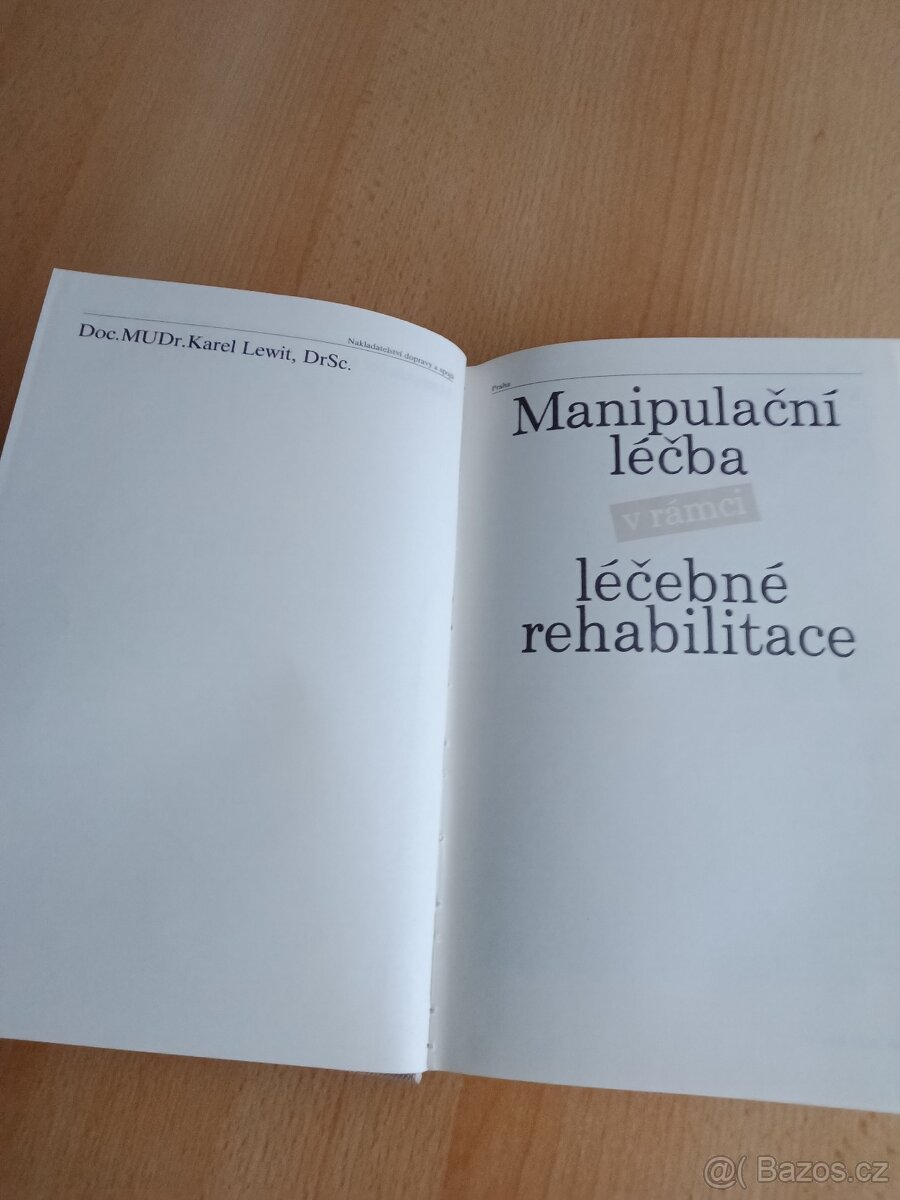 Nakladatelství dopravy a spojů
Doc.MUDr.Karel Lewit, DrSc.
Praha
Manipulační
léčba
v rámci
léčebné
rehabilitace
@( Bazos.cz